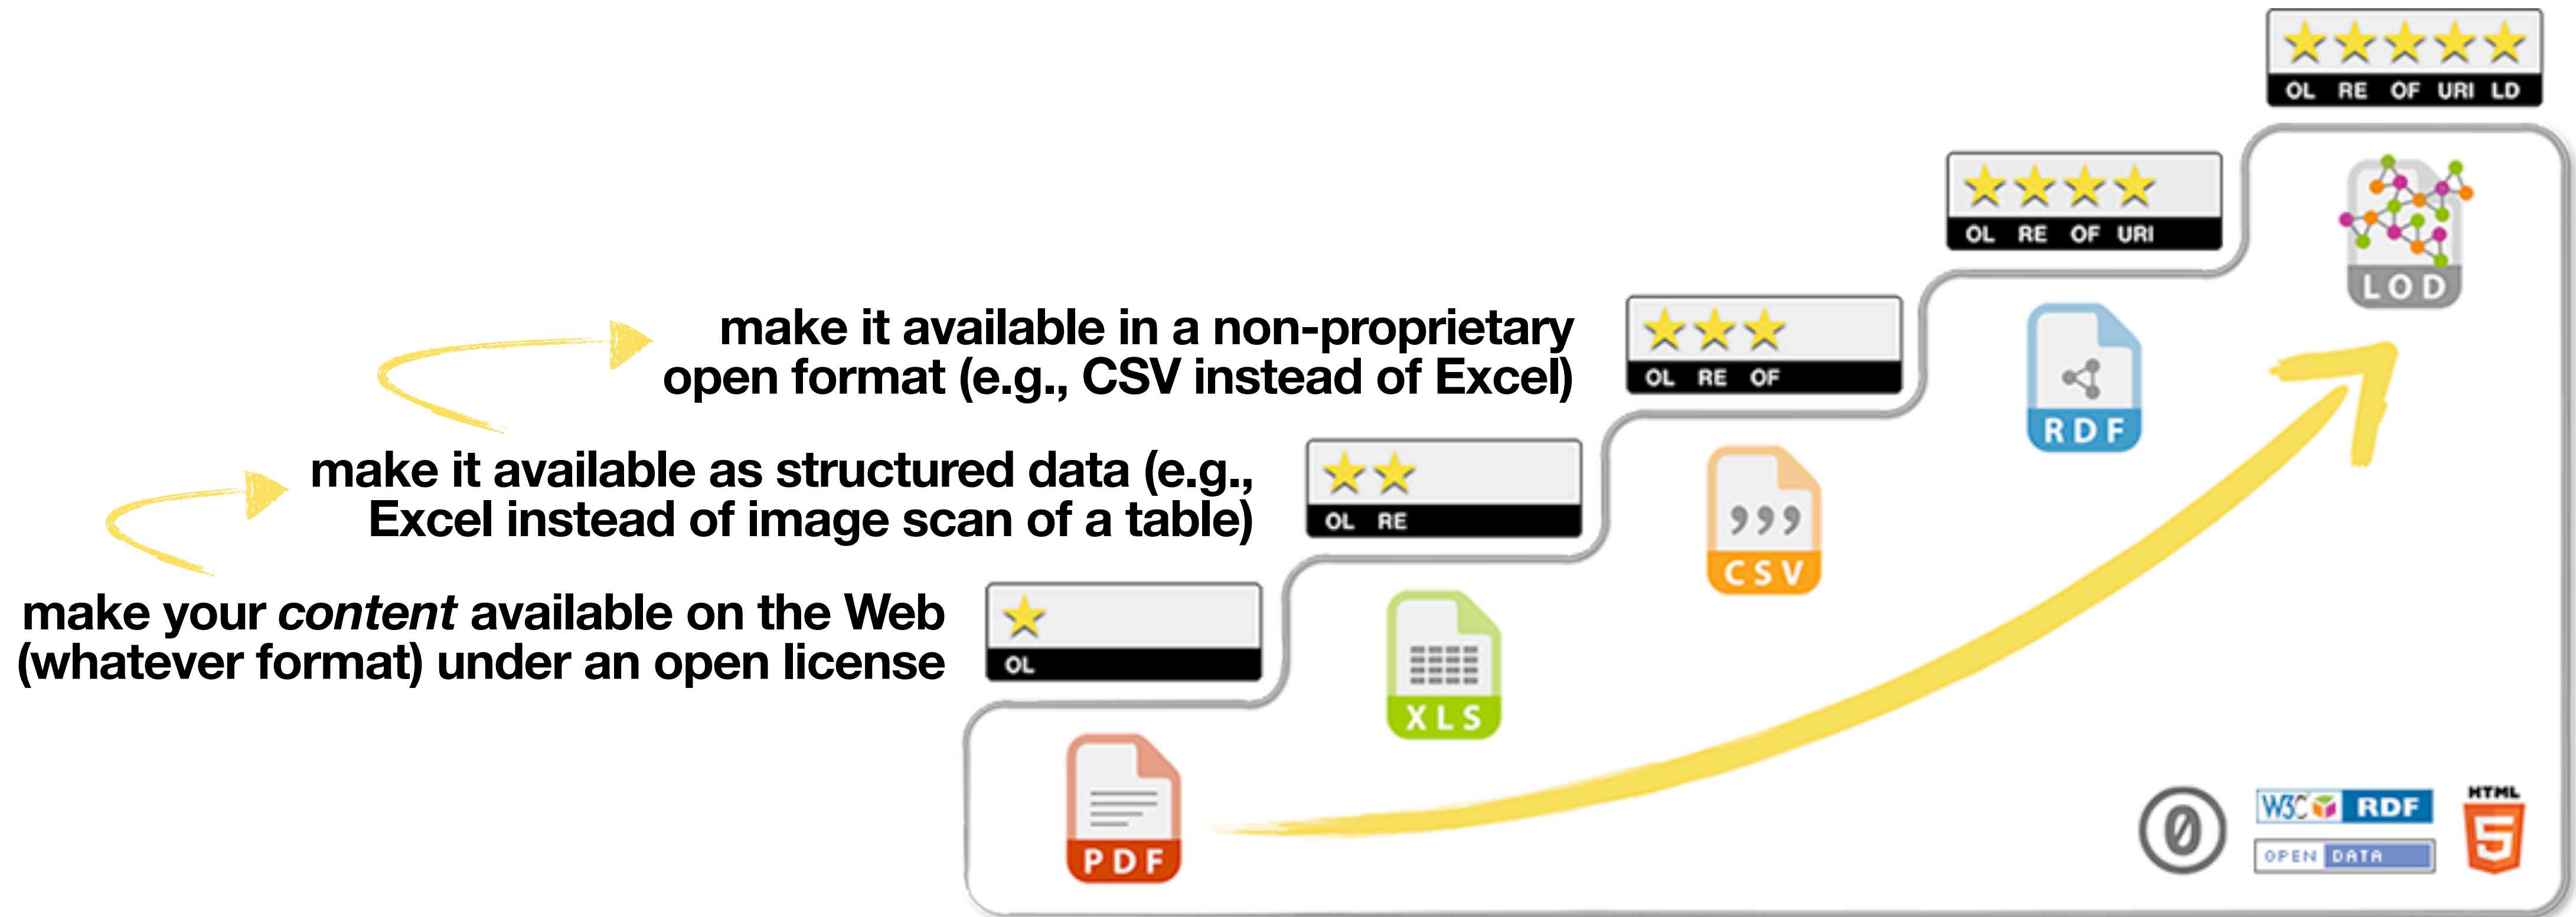 OL RE OF URI LD
LOD
OL RE OF URI
RDF
make it available in a non-proprietary
open format (e.g., CSV instead of Excel)
OL RE OF
CSV
make it available as structured data (e.g.,
Excel instead of image scan of a table)
OL RE
XLS
make your content available on the Web
(whatever format) under an open license
OL
PDF
0
W3C RDF
OPEN DATA
HTML
5